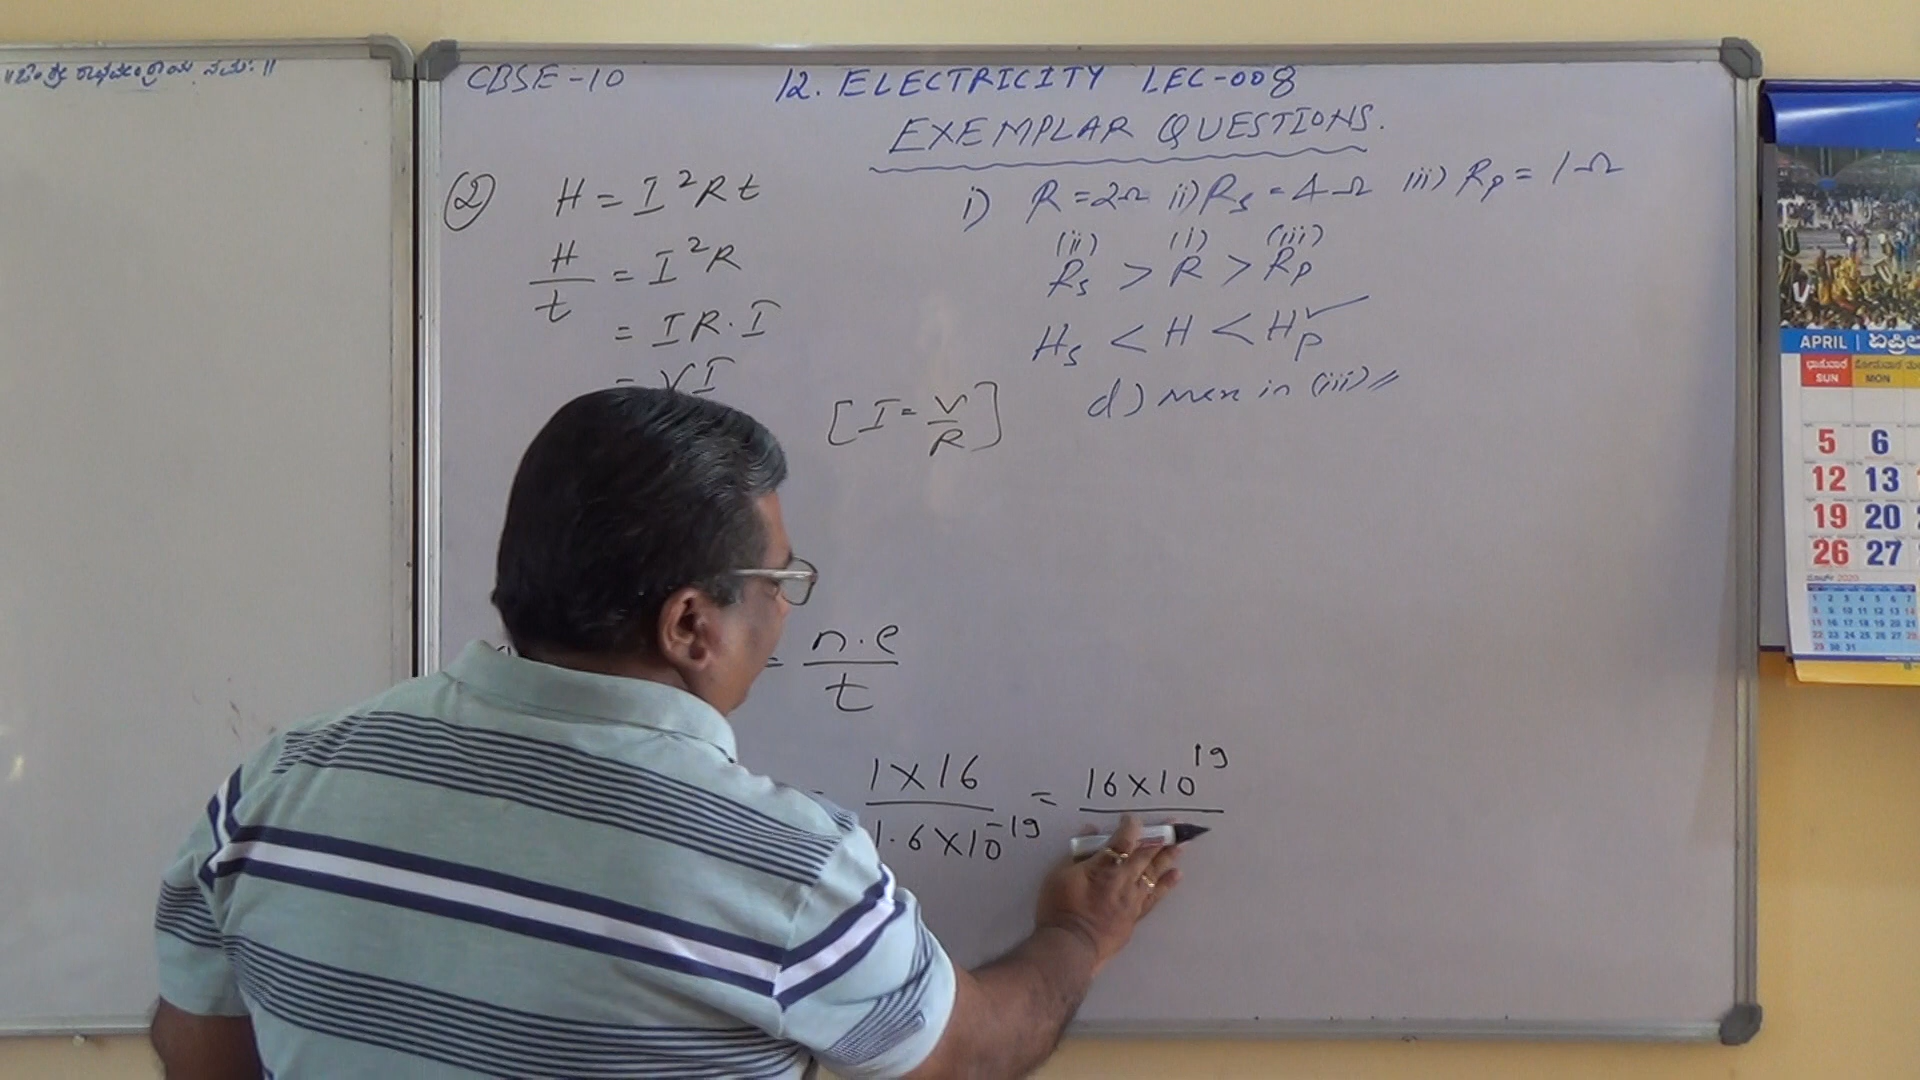 CBSE-10 12. ELECTRICITY LEC-008
EXEMPLAR QUESTIONS.
② H = I²Rt
H/t = I²R
= IR.I
= VI
[I = V/R]
i) R = 2Ω ii) Rs = 4Ω iii) Rp = 1Ω
(ii) (i) (iii)
Rs > R > Rp
Hs < H < Hp ✓
d) max in (iii)
= n.e/t
= 1×16/1.6×10⁻¹⁹ = 16×10¹⁹
APRIL
SUN MON
5 6
12 13
19 20
26 27